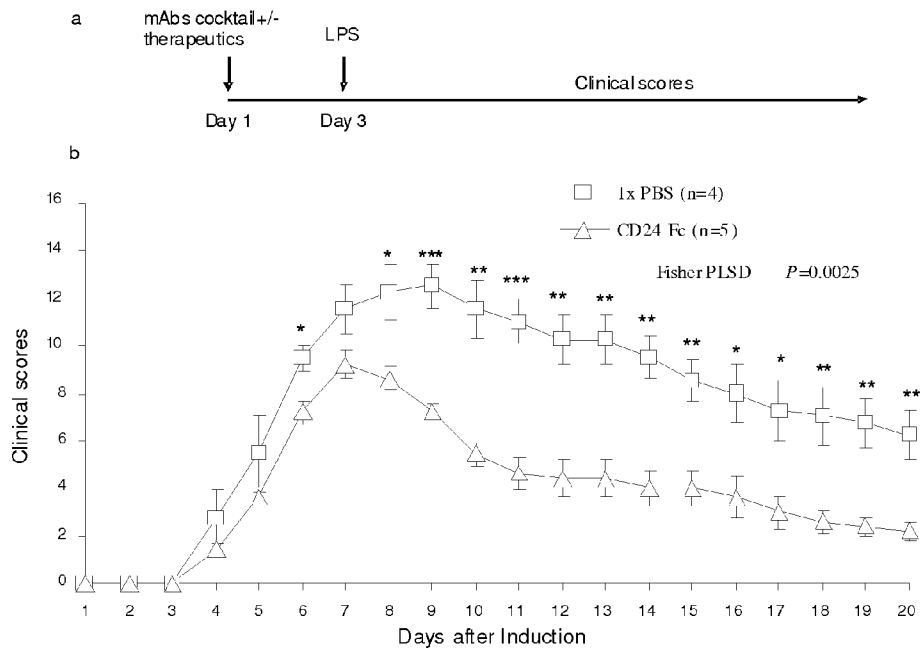 a
mAbs cocktail+/-
therapeutics
LPS
Clinical scores
Day 1
Day 3
b
16
14
12
10
8
6
4
2
0
Clinical scores
1x PBS (n=4)
CD24 Fc (n=5)
Fisher PLSD P=0.0025
* * *** ** *** ** ** ** ** * * ** ** **
1 2 3 4 5 6 7 8 9 10 11 12 13 14 15 16 17 18 19 20
Days after Induction